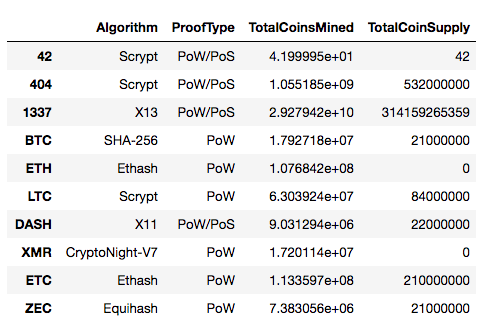 Algorithm ProofType TotalCoinsMined TotalCoinSupply
42 Scrypt PoW/PoS 4.199995e+01 42
404 Scrypt PoW/PoS 1.055185e+09 532000000
1337 X13 PoW/PoS 2.927942e+10 314159265359
BTC SHA-256 PoW 1.792718e+07 21000000
ETH Ethash PoW 1.076842e+08 0
LTC Scrypt PoW 6.303924e+07 84000000
DASH X11 PoW/PoS 9.031294e+06 22000000
XMR CryptoNight-V7 PoW 1.720114e+07 0
ETC Ethash PoW 1.133597e+08 210000000
ZEC Equihash PoW 7.383056e+06 21000000